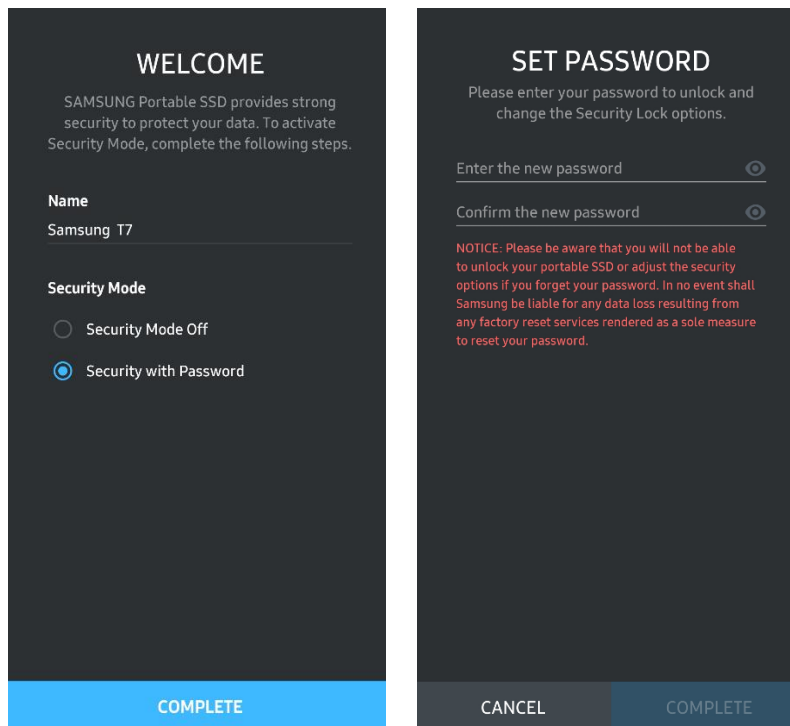 WELCOME
SAMSUNG Portable SSD provides strong
security to protect your data. To activate
Security Mode, complete the following steps.
Name
Samsung T7
Security Mode
Security Mode Off
Security with Password
COMPLETE
SET PASSWORD
Please enter your password to unlock and
change the Security Lock options.
Enter the new password
Confirm the new password
NOTICE: Please be aware that you will not be able
to unlock your portable SSD or adjust the security
options if you forget your password. In no event shall
Samsung be liable for any data loss resulting from
any factory reset services rendered as a sole measure
to reset your password.
CANCEL
COMPLETE